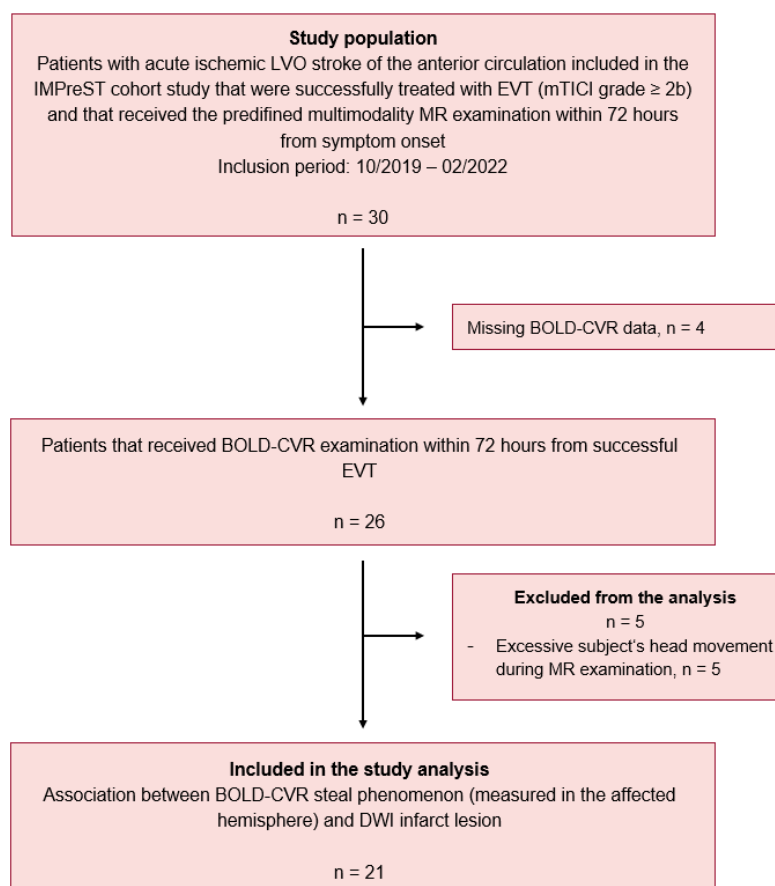 Study population
Patients with acute ischemic LVO stroke of the anterior circulation included in the
IMPreST cohort study that were successfully treated with EVT (mTICI grade ≥ 2b)
and that received the predifined multimodality MR examination within 72 hours
from symptom onset
Inclusion period: 10/2019 – 02/2022
n = 30
Missing BOLD-CVR data, n = 4
Patients that received BOLD-CVR examination within 72 hours from successful
EVT
n = 26
Excluded from the analysis
n = 5
- Excessive subject‘s head movement
during MR examination, n = 5
Included in the study analysis
Association between BOLD-CVR steal phenomenon (measured in the affected
hemisphere) and DWI infarct lesion
n = 21